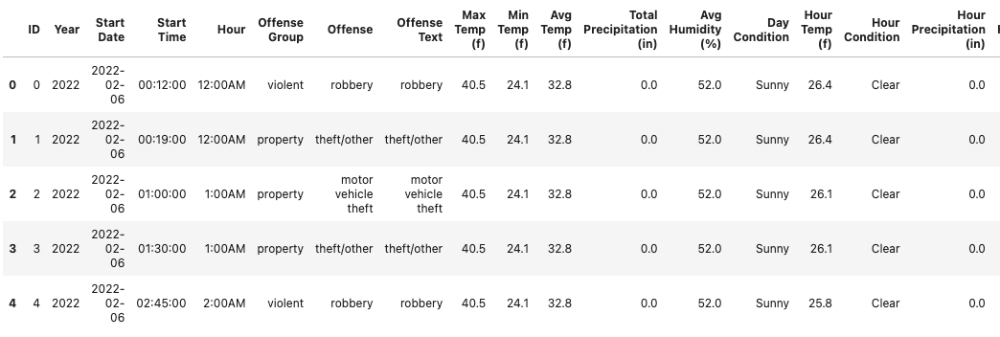 ID Year Start Date Start Time Hour Offense Group Offense Offense Text Max Temp (f) Min Temp (f) Avg Temp (f) Total Precipitation (in) Avg Humidity (%) Day Condition Hour Temp (f) Hour Condition Hour Precipitation (in)
0 0 2022 2022-02-06 00:12:00 12:00AM violent robbery robbery 40.5 24.1 32.8 0.0 52.0 Sunny 26.4 Clear 0.0
1 1 2022 2022-02-06 00:19:00 12:00AM property theft/other theft/other 40.5 24.1 32.8 0.0 52.0 Sunny 26.4 Clear 0.0
2 2 2022 2022-02-06 01:00:00 1:00AM property motor vehicle theft motor vehicle theft 40.5 24.1 32.8 0.0 52.0 Sunny 26.1 Clear 0.0
3 3 2022 2022-02-06 01:30:00 1:00AM property theft/other theft/other 40.5 24.1 32.8 0.0 52.0 Sunny 26.1 Clear 0.0
4 4 2022 2022-02-06 02:45:00 2:00AM violent robbery robbery 40.5 24.1 32.8 0.0 52.0 Sunny 25.8 Clear 0.0